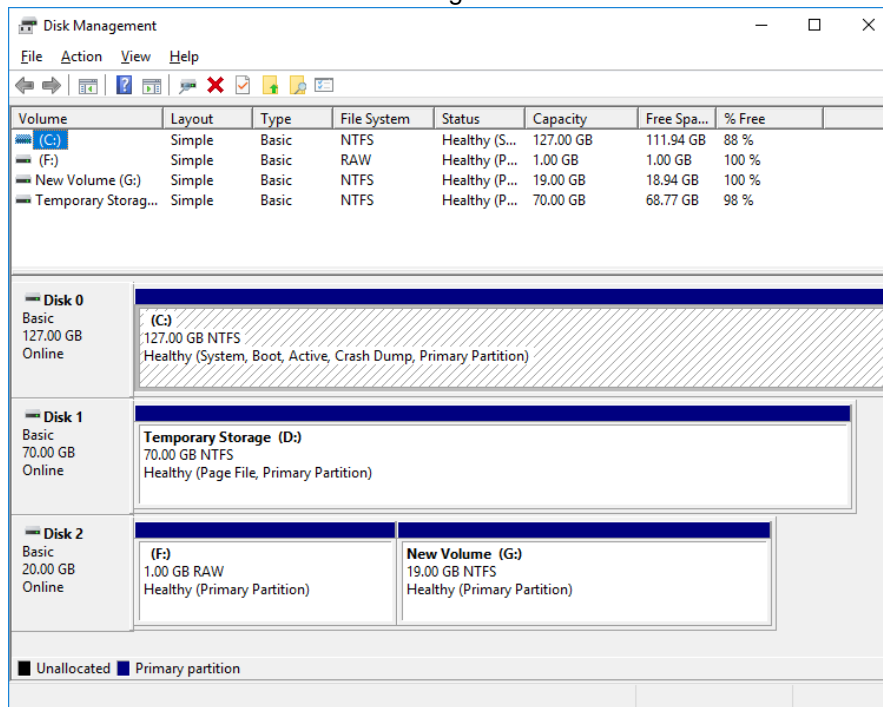 Disk Management
File Action View Help
Volume Layout Type File System Status Capacity Free Spa... % Free
(C:) Simple Basic NTFS Healthy (S... 127.00 GB 111.94 GB 88 %
(F:) Simple Basic RAW Healthy (P... 1.00 GB 1.00 GB 100 %
New Volume (G:) Simple Basic NTFS Healthy (P... 19.00 GB 18.94 GB 100 %
Temporary Storag... Simple Basic NTFS Healthy (P... 70.00 GB 68.77 GB 98 %
Disk 0
Basic
127.00 GB
Online
(C:)
127.00 GB NTFS
Healthy (System, Boot, Active, Crash Dump, Primary Partition)
Disk 1
Basic
70.00 GB
Online
Temporary Storage (D:)
70.00 GB NTFS
Healthy (Page File, Primary Partition)
Disk 2
Basic
20.00 GB
Online
(F:)
1.00 GB RAW
Healthy (Primary Partition)
New Volume (G:)
19.00 GB NTFS
Healthy (Primary Partition)
Unallocated Primary partition